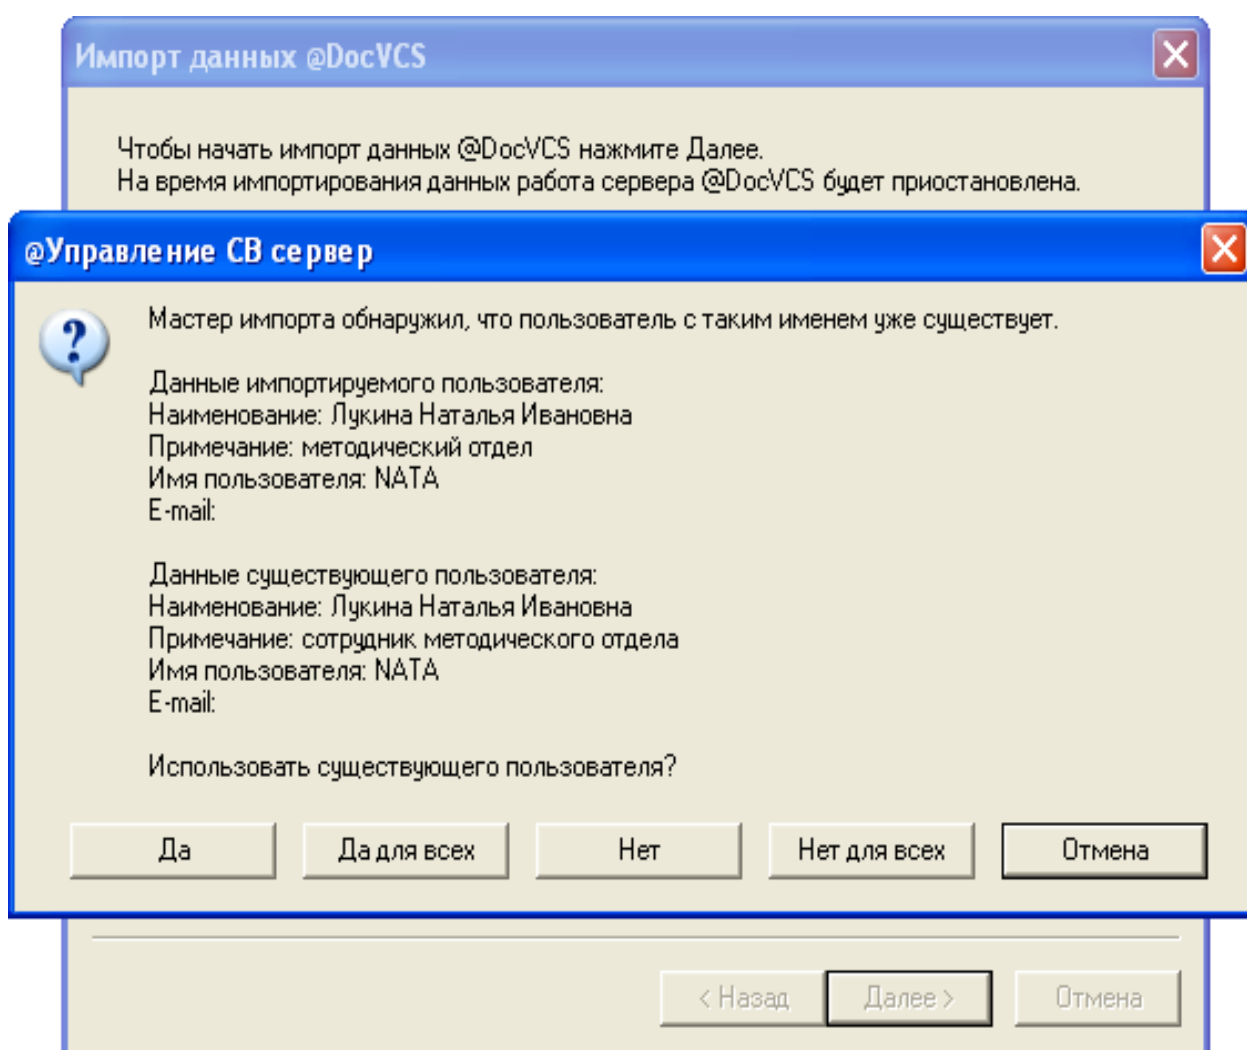 Импорт данных @DocVCS
Чтобы начать импорт данных @DocVCS нажмите Далее.
На время импортирования данных работа сервера @DocVCS будет приостановлена.
@Управление СВ сервер
Мастер импорта обнаружил, что пользователь с таким именем уже существует.
Данные импортируемого пользователя:
Наименование: Лукина Наталья Ивановна
Примечание: методический отдел
Имя пользователя: NATA
E-mail:
Данные существующего пользователя:
Наименование: Лукина Наталья Ивановна
Примечание: сотрудник методического отдела
Имя пользователя: NATA
E-mail:
Использовать существующего пользователя?
Да Да для всех Нет Нет для всех Отмена
< Назад Далее > Отмена